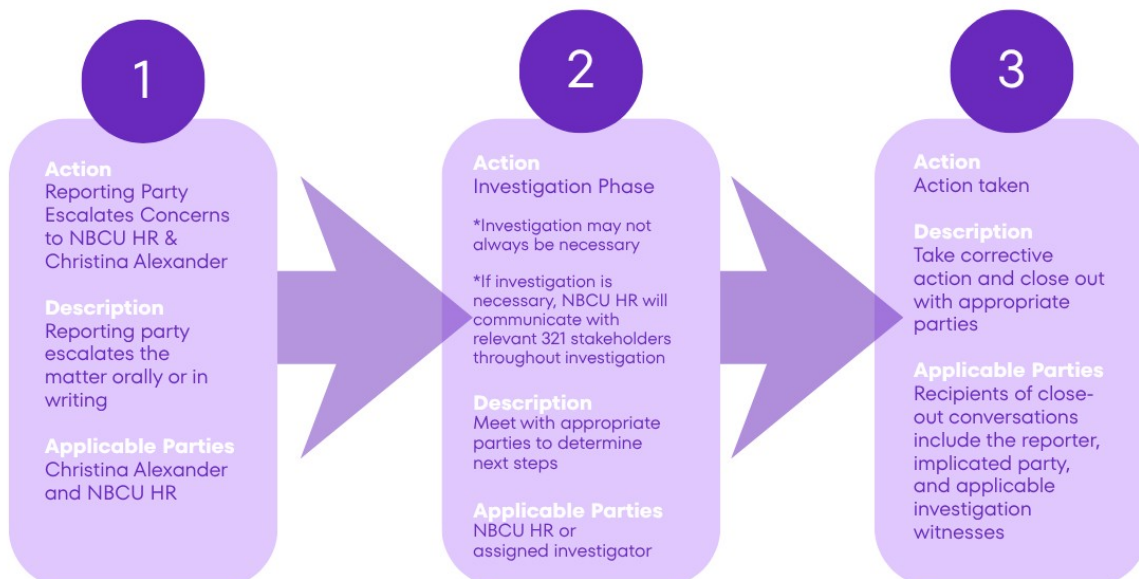 1
Action
Reporting Party
Escalates Concerns
to NBCU HR &
Christina Alexander
Description
Reporting party
escalates the
matter orally or in
writing
Applicable Parties
Christina Alexander
and NBCU HR
2
Action
Investigation Phase
*Investigation may not
always be necessary
*If investigation is
necessary, NBCU HR will
communicate with
relevant 321 stakeholders
throughout investigation
Description
Meet with appropriate
parties to determine
next steps
Applicable Parties
NBCU HR or
assigned investigator
3
Action
Action taken
Description
Take corrective
action and close out
with appropriate
parties
Applicable Parties
Recipients of close-
out conversations
include the reporter,
implicated party,
and applicable
investigation
witnesses